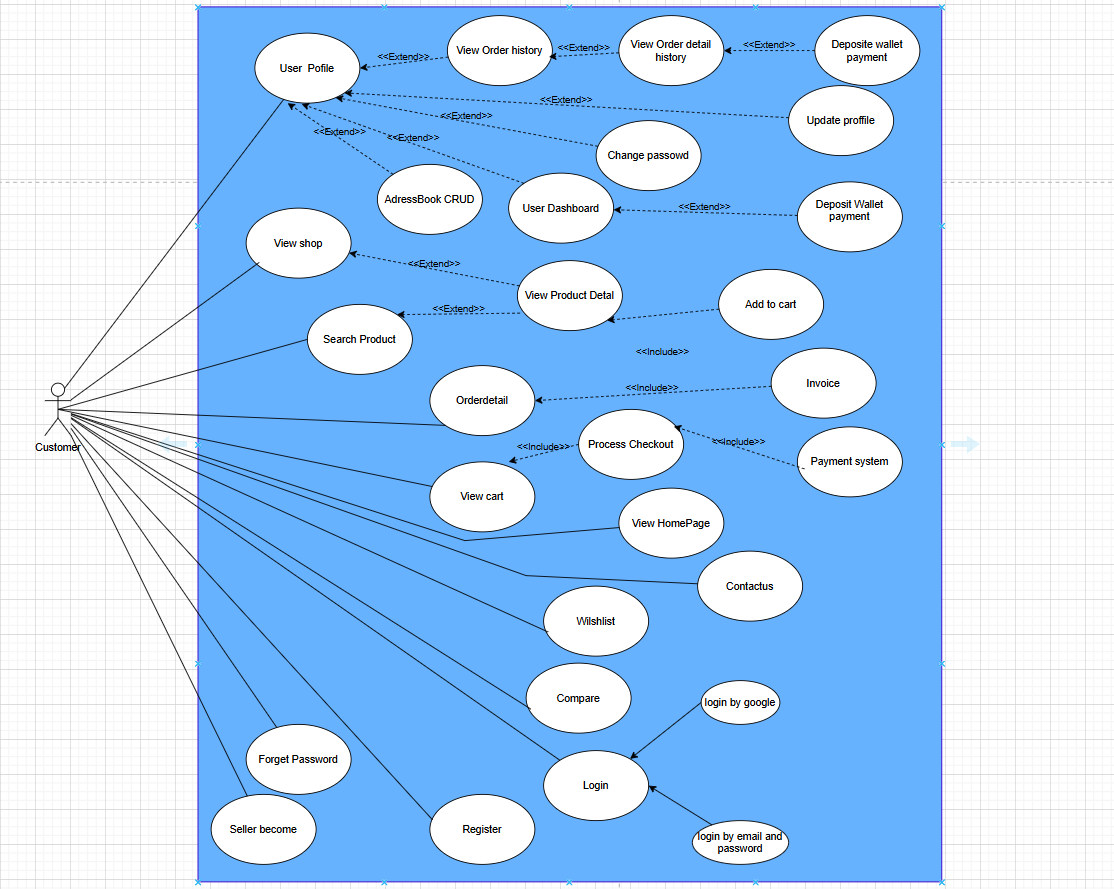 User  Pofile
<<Extend>>
View Order history
<<Extend>>
View Order detail
history
<<Extend>>
Deposite wallet
payment
<<Extend>>
Update proffile
<<Extend>>
Change passowd
<<Extend>>
<<Extend>>
AdressBook CRUD
User Dashboard
<<Extend>>
Deposit Wallet
payment
View shop
<<Extend>>
View Product Detal
Add to cart
<<Extend>>
Search Product
<<Include>>
Orderdetail
<<Include>>
Invoice
Customer
<<Include>>
Process Checkout
<<Include>>
Payment system
View cart
View HomePage
Contactus
Wilshlist
Compare
login by google
Forget Password
Login
Seller become
Register
login by email and
password